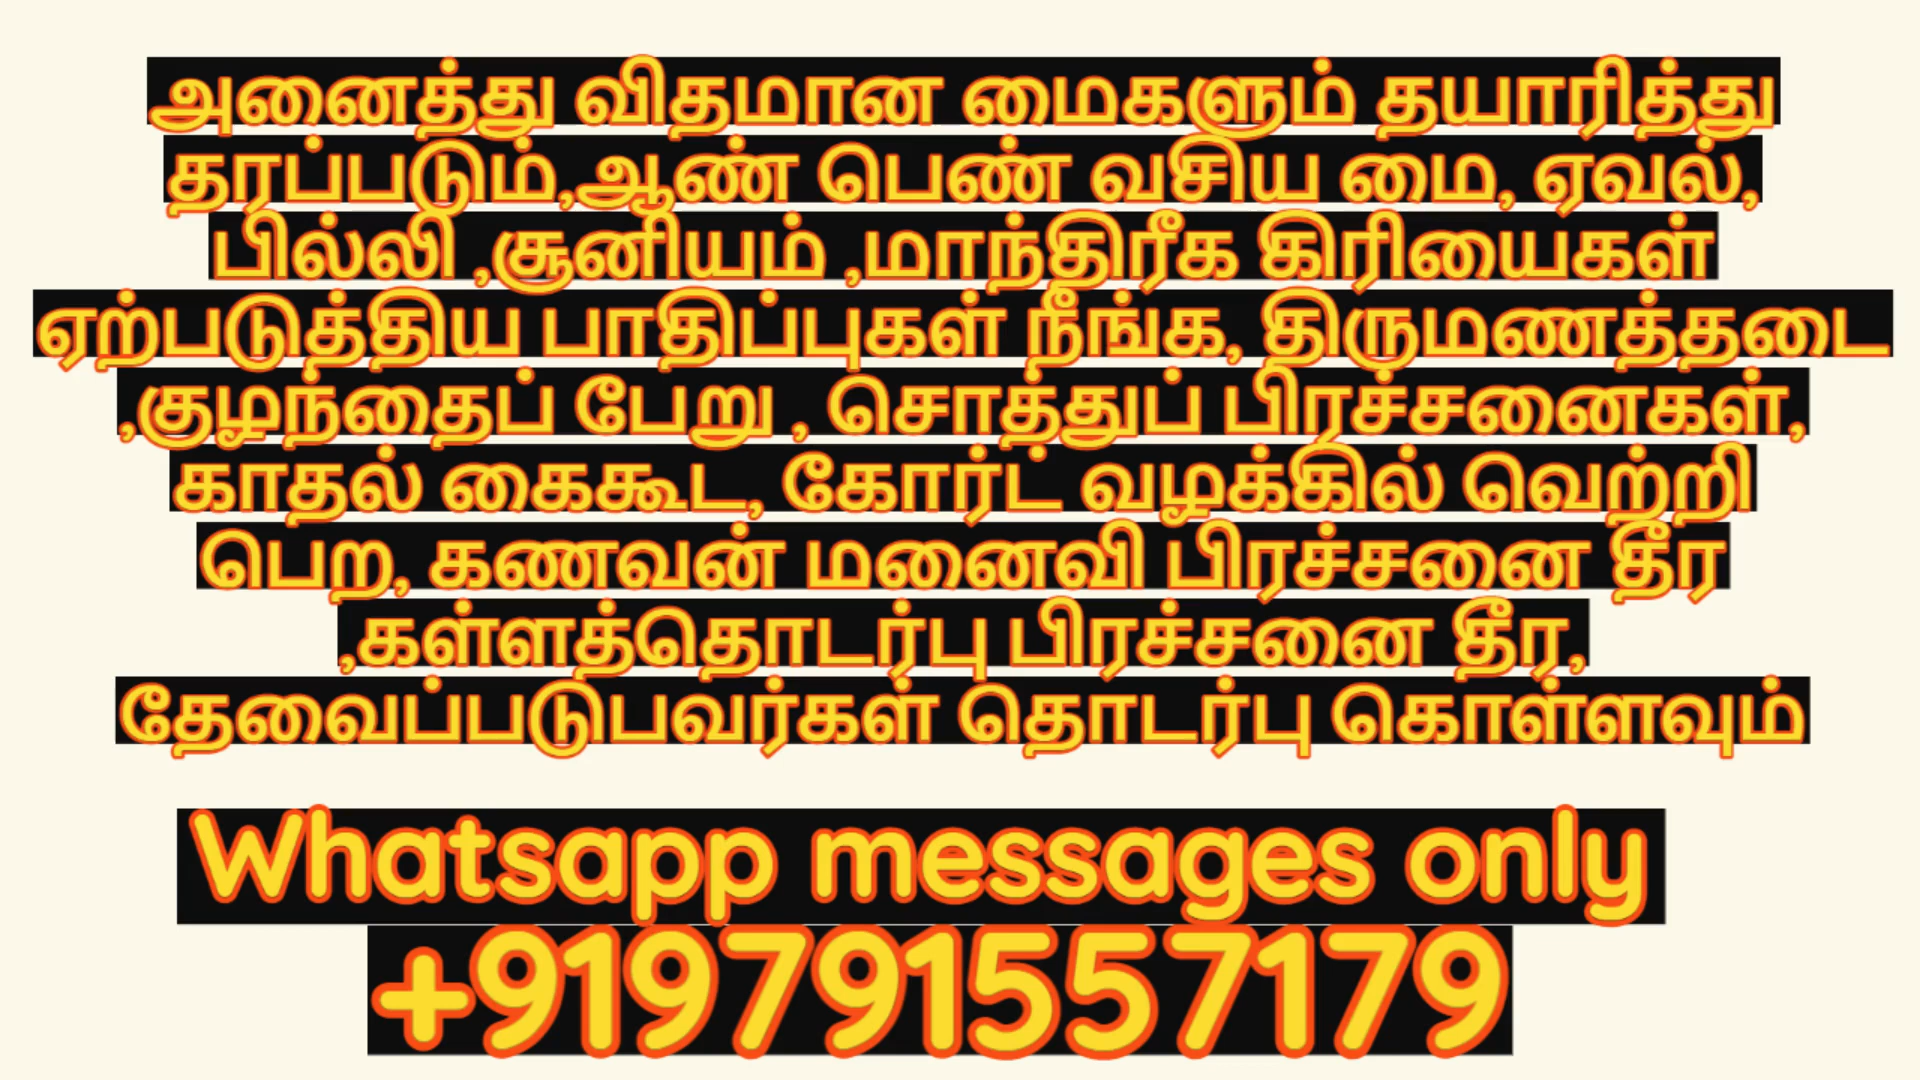 அனைத்து விதமான மைகளும் தயாரித்து
தரப்படும்,ஆண் பெண் வசிய மை, ஏவல்,
பில்லி ,சூனியம் ,மாந்திரீக கிரியைகள்
ஏற்படுத்திய பாதிப்புகள் நீங்க, திருமணத்தடை
,குழந்தைப் பேறு , சொத்துப் பிரச்சனைகள்,
காதல் கைகூட, கோர்ட் வழக்கில் வெற்றி
பெற, கணவன் மனைவி பிரச்சனை தீர
,கள்ளத்தொடர்பு பிரச்சனை தீர,
தேவைப்படுபவர்கள் தொடர்பு கொள்ளவும்
Whatsapp messages only
+919791557179